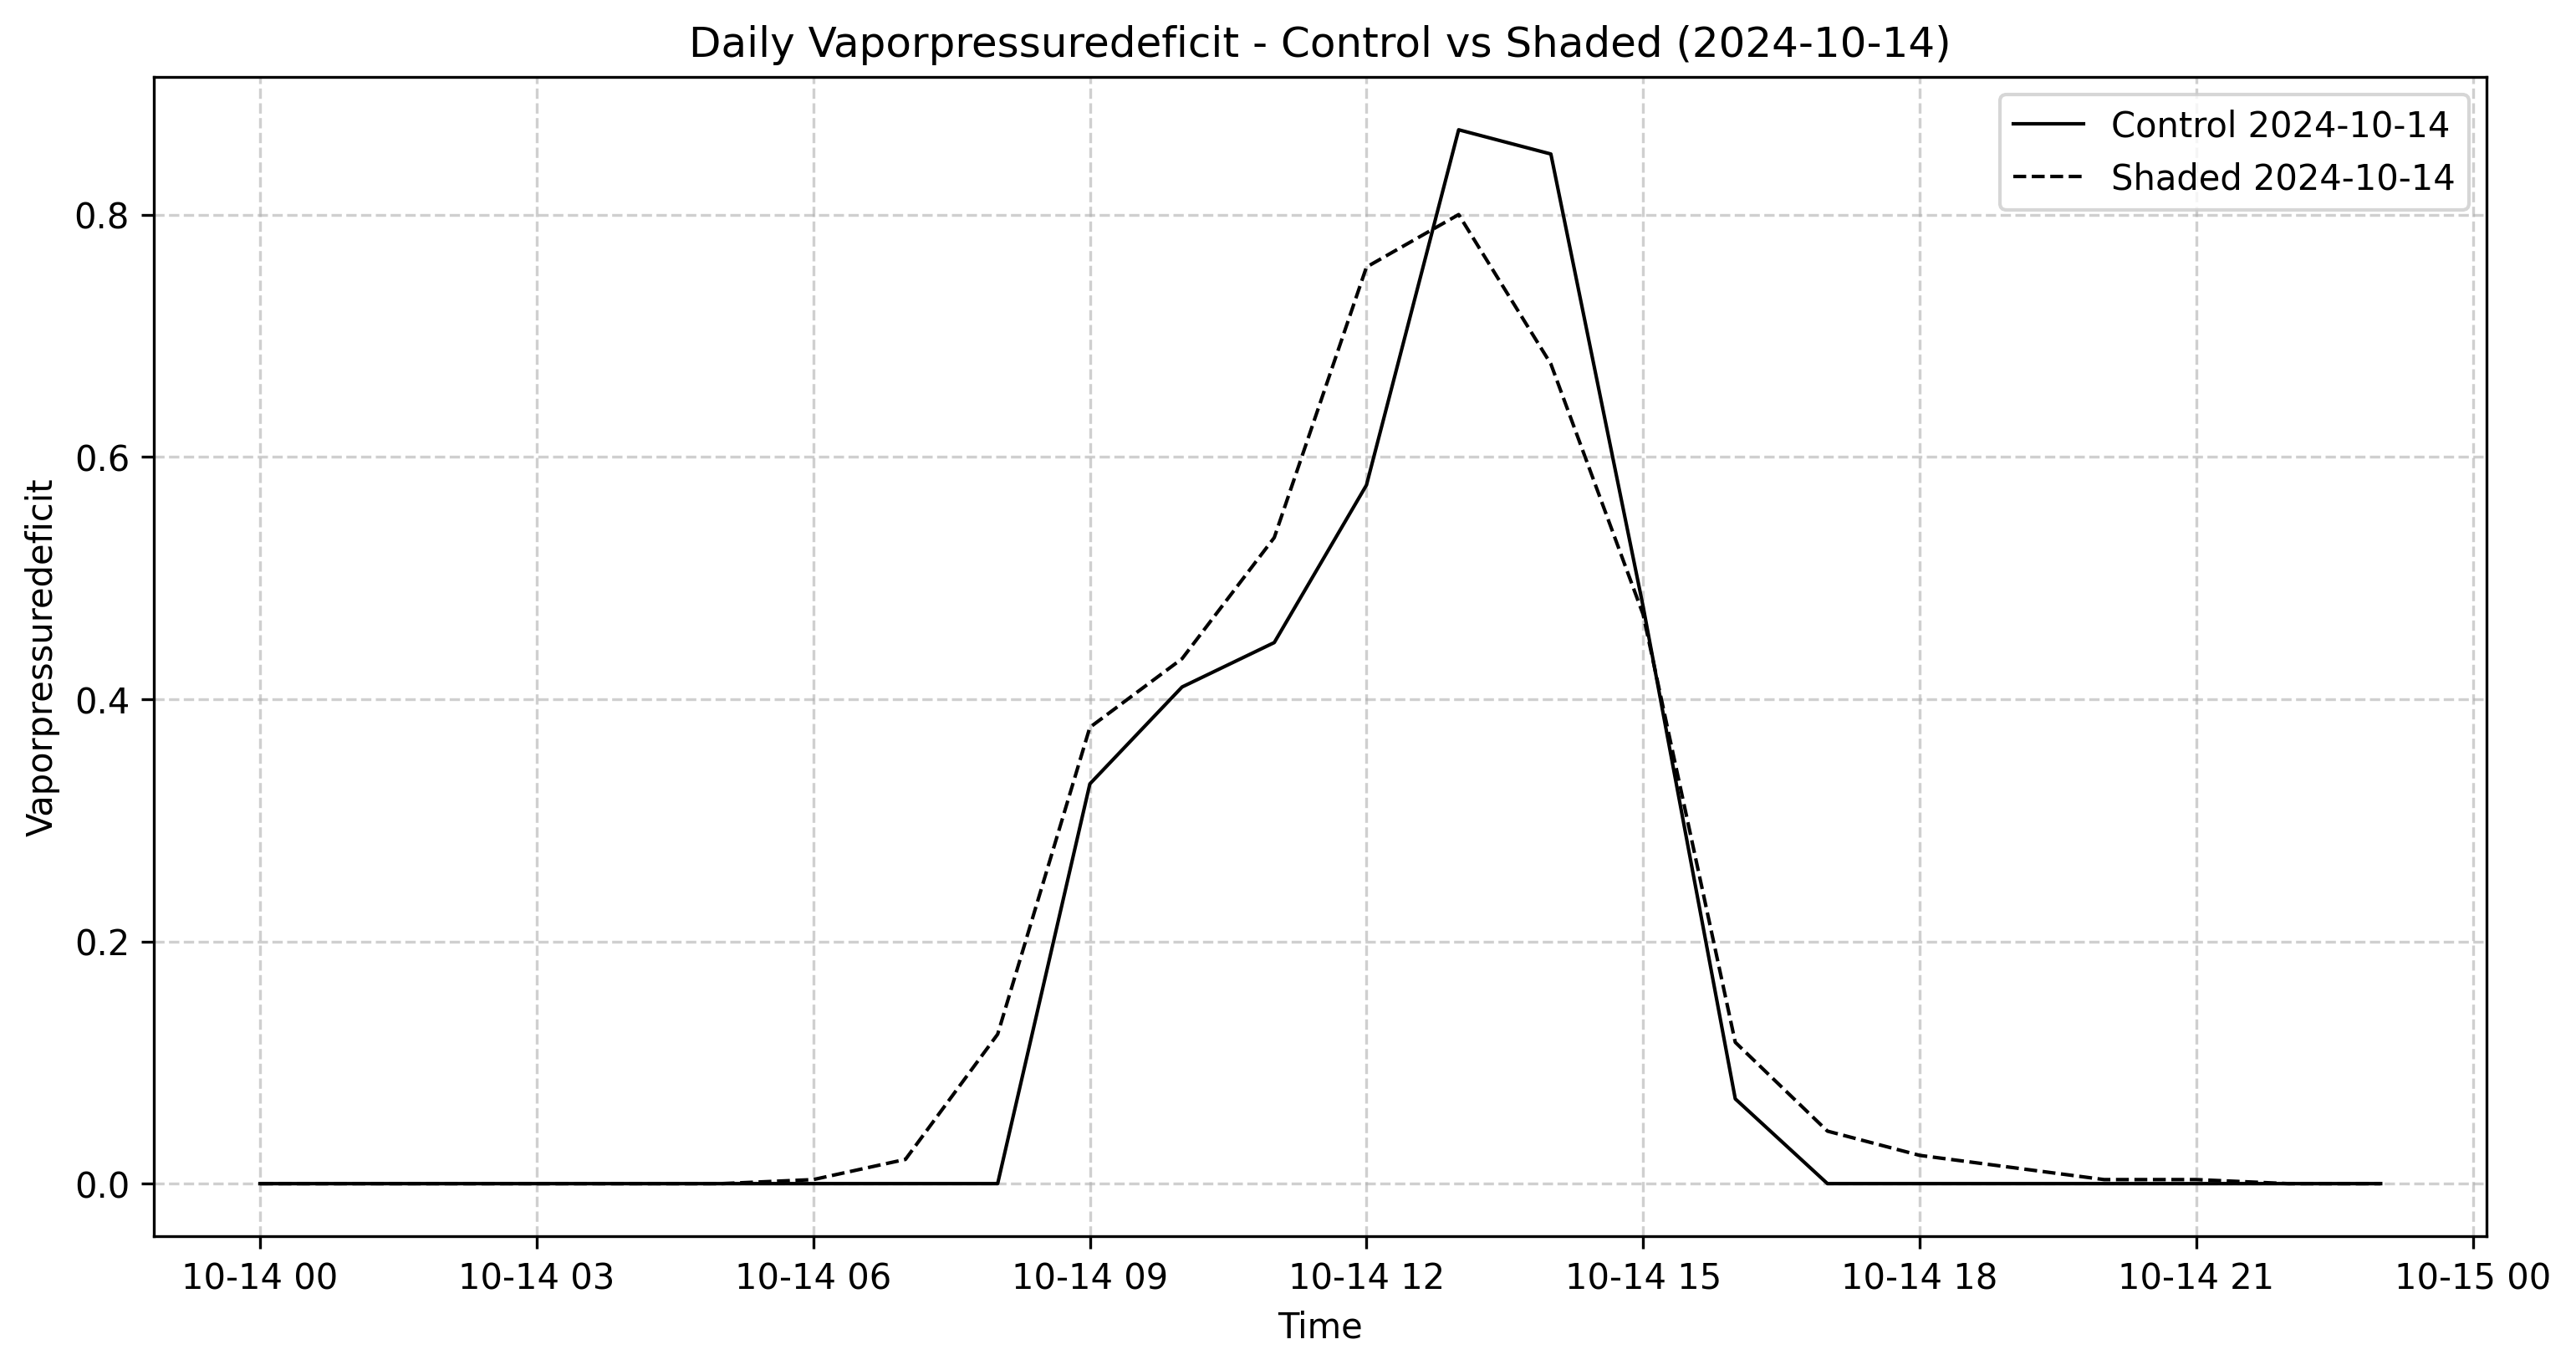 Daily Vaporpressuredeficit - Control vs Shaded (2024-10-14)
Control 2024-10-14
Shaded 2024-10-14
Vaporpressuredeficit
0.8
0.6
0.4
0.2
0.0
10-14 00 10-14 03 10-14 06 10-14 09 10-14 12 10-14 15 10-14 18 10-14 21 10-15 00
Time